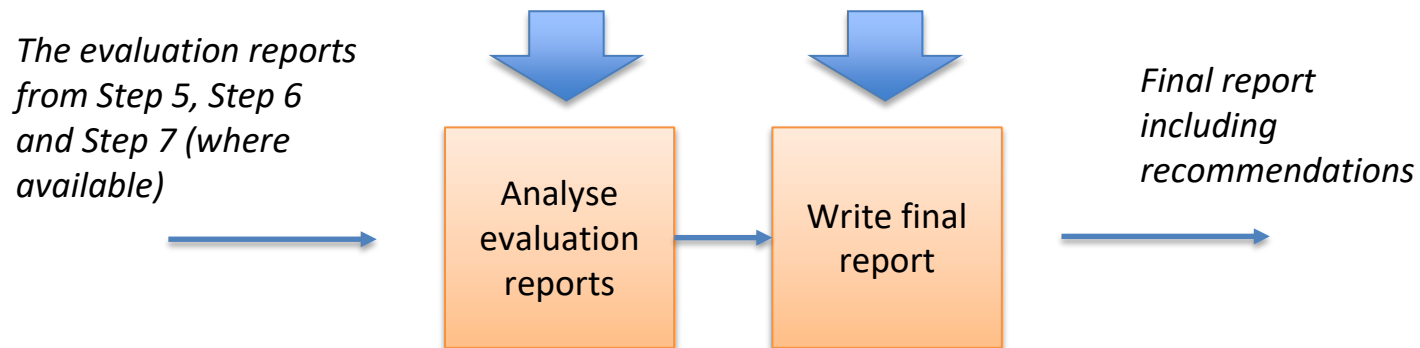 The evaluation reports
from Step 5, Step 6
and Step 7 (where
available)
Analyse
evaluation
reports
Write final
report
Final report
including
recommendations